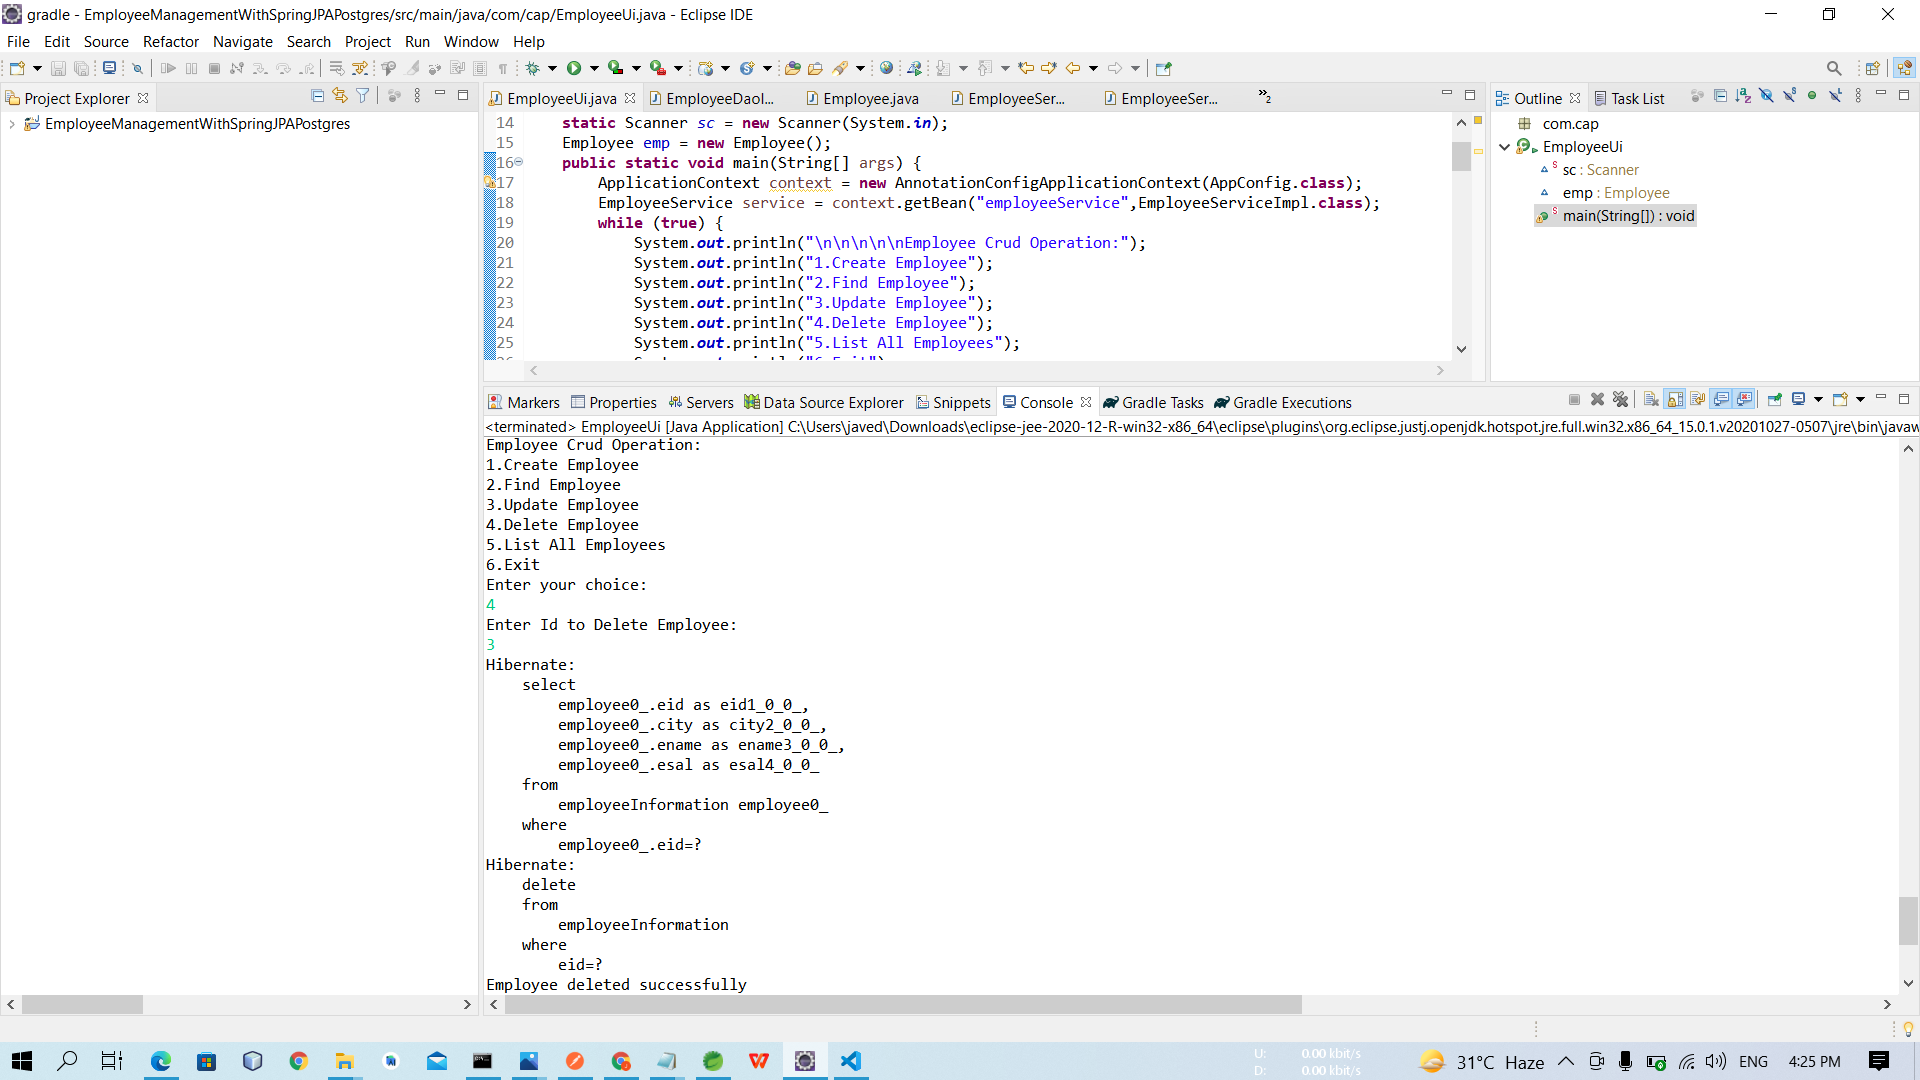 gradle - EmployeeManagementWithSpringJPAPostgres/src/main/java/com/cap/EmployeeUi.java - Eclipse IDE
File Edit Source Refactor Navigate Search Project Run Window Help
Project Explorer
EmployeeManagementWithSpringJPAPostgres
EmployeeUi.java EmployeeDaoI... Employee.java EmployeeSer... EmployeeSer... »2
14 static Scanner sc = new Scanner(System.in);
15 Employee emp = new Employee();
16 public static void main(String[] args) {
17 ApplicationContext context = new AnnotationConfigApplicationContext(AppConfig.class);
18 EmployeeService service = context.getBean("employeeService",EmployeeServiceImpl.class);
19 while (true) {
20 System.out.println("\n\n\n\n\nEmployee Crud Operation:");
21 System.out.println("1.Create Employee");
22 System.out.println("2.Find Employee");
23 System.out.println("3.Update Employee");
24 System.out.println("4.Delete Employee");
25 System.out.println("5.List All Employees");
Outline Task List
com.cap
EmployeeUi
sc : Scanner
emp : Employee
main(String[]) : void
Markers Properties Servers Data Source Explorer Snippets Console Gradle Tasks Gradle Executions
<terminated> EmployeeUi [Java Application] C:\Users\javed\Downloads\eclipse-jee-2020-12-R-win32-x86_64\eclipse\plugins\org.eclipse.justj.openjdk.hotspot.jre.full.win32.x86_64_15.0.1.v20201027-0507\jre\bin\javaw
Employee Crud Operation:
1.Create Employee
2.Find Employee
3.Update Employee
4.Delete Employee
5.List All Employees
6.Exit
Enter your choice:
4
Enter Id to Delete Employee:
3
Hibernate:
select
employee0_.eid as eid1_0_0_,
employee0_.city as city2_0_0_,
employee0_.ename as ename3_0_0_,
employee0_.esal as esal4_0_0_
from
employeeInformation employee0_
where
employee0_.eid=?
Hibernate:
delete
from
employeeInformation
where
eid=?
Employee deleted successfully
U: 0.00 kbit/s
D: 0.00 kbit/s
31°C Haze
ENG
4:25 PM